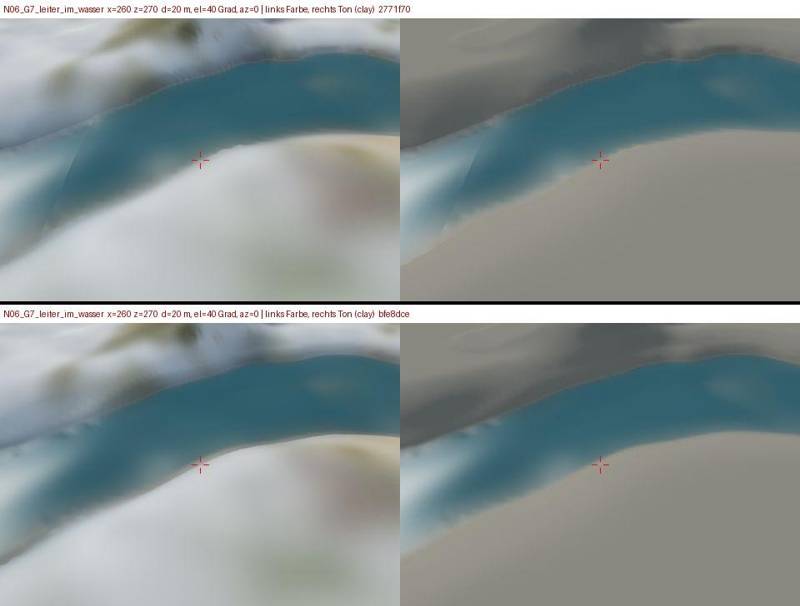 N06_G7_leiter_im_wasser x=260 z=270 d=20 m, el=40 Grad, az=0 | links Farbe, rechts Ton (clay) 2771f70
N06_G7_leiter_im_wasser x=260 z=270 d=20 m, el=40 Grad, az=0 | links Farbe, rechts Ton (clay) bfe8dce